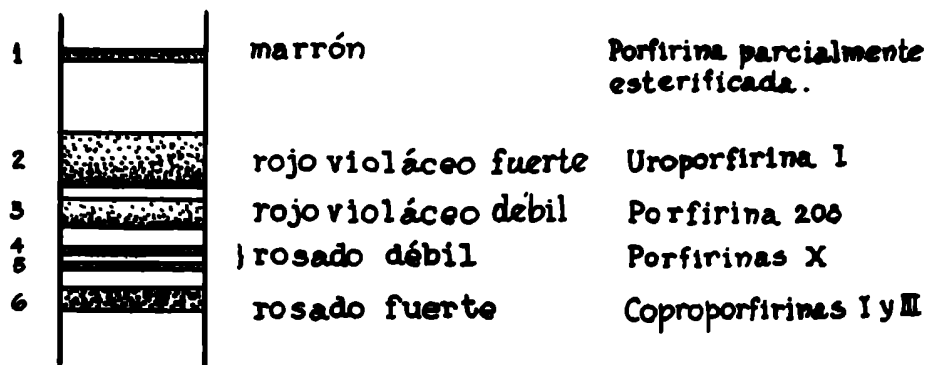 1 marrón Porfirina parcialmente
esterificada.
2 rojo violáceo fuerte Uroporfirina I
3 rojo violáceo débil Porfirina 208
4
5 } rosado débil Porfirinas X
6 rosado fuerte Coproporfirinas I y III